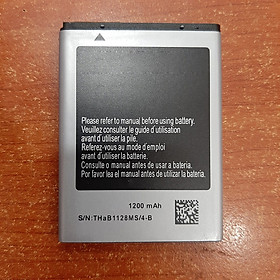 Please refer to manual before using battery.
Veuillez consulter le guide d'utilisation
avant d'utiliser la pile.
Referez-vous au mode d'emploi
avant d'utiliser la batterie.
Consulte o manual antes de usar a bateria.
Por favor lea el manual antes de utilizar la bateria.
1200 mAh
S/N:THaB1128MS/4-B